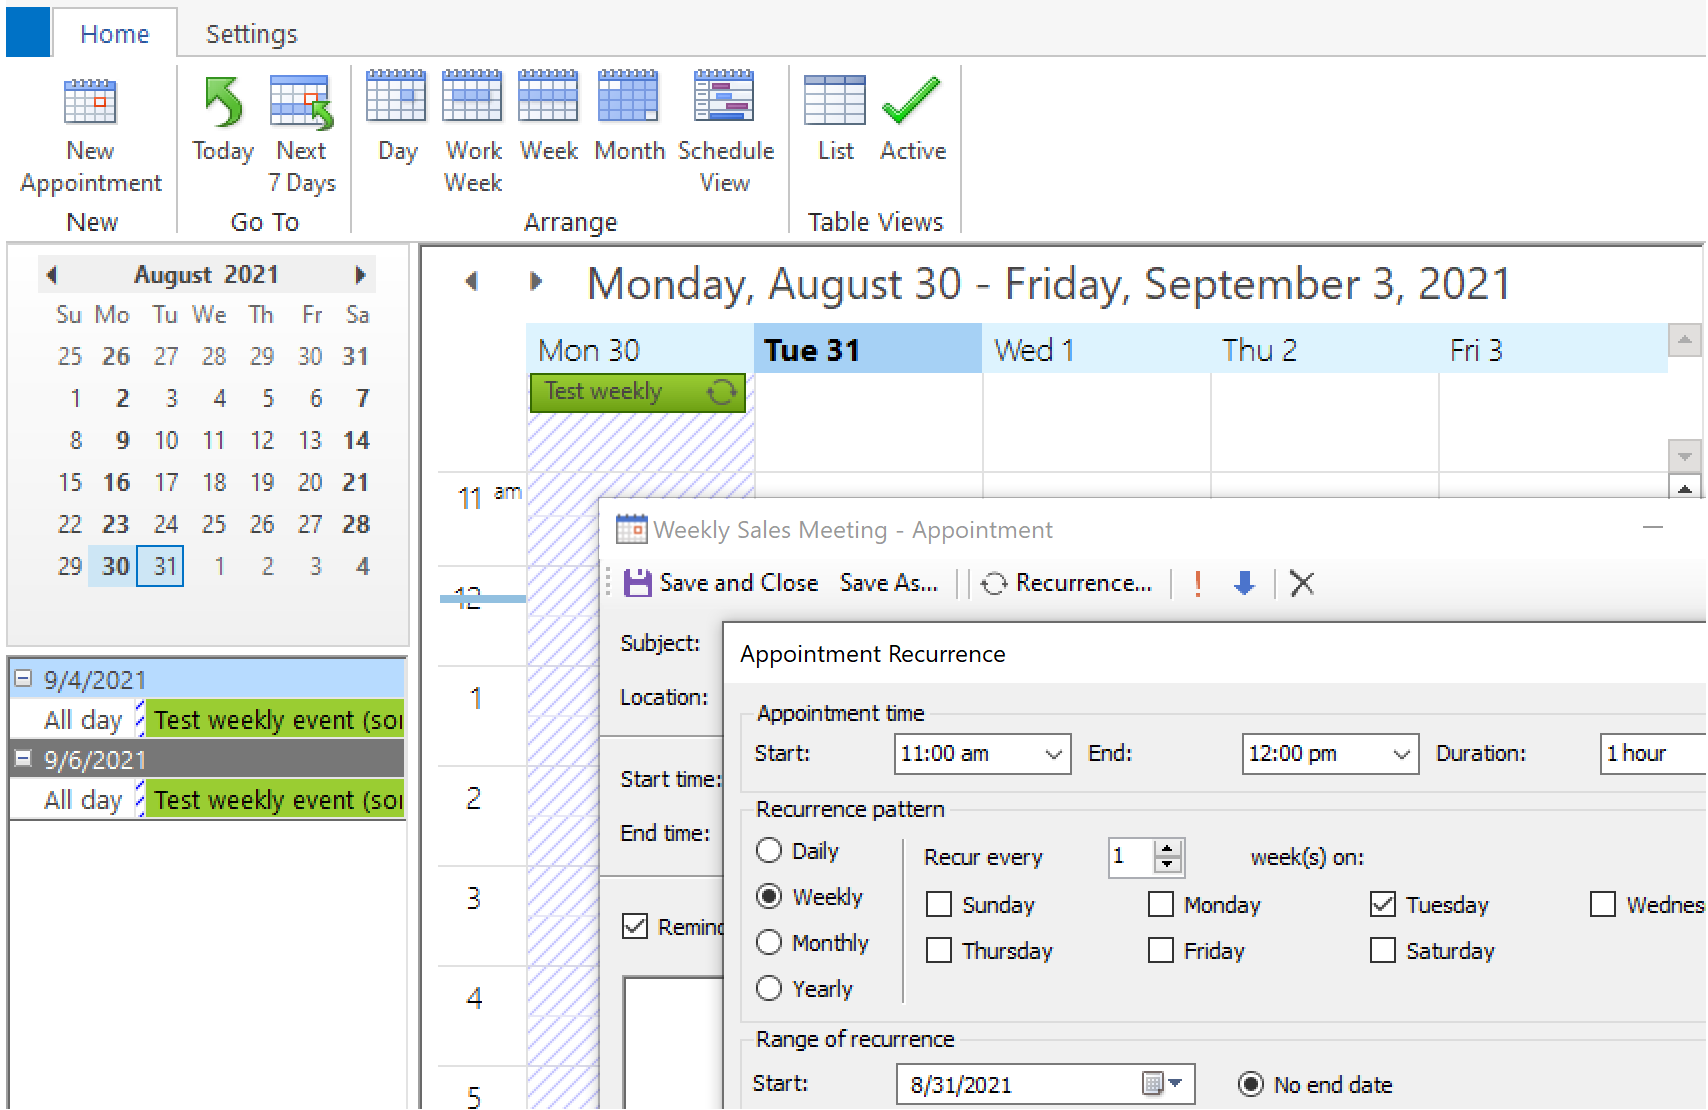 Home Settings
New Appointment
Today
Next 7 Days
Day
Work Week
Week
Month
Schedule View
List
Active
New
Go To
Arrange
Table Views
August 2021
Su Mo Tu We Th Fr Sa
25 26 27 28 29 30 31
1 2 3 4 5 6 7
8 9 10 11 12 13 14
15 16 17 18 19 20 21
22 23 24 25 26 27 28
29 30 31 1 2 3 4
9/4/2021
All day Test weekly event
9/6/2021
All day Test weekly event
Monday, August 30 - Friday, September 3, 2021
Mon 30 Tue 31 Wed 1 Thu 2 Fri 3
Test weekly
11 am
12
1
2
3
4
5
Weekly Sales Meeting - Appointment
Save and Close Save As... Recurrence...
Subject:
Location:
Start time:
End time:
Appointment Recurrence
Appointment time
Start: 11:00 am End: 12:00 pm Duration: 1 hour
Recurrence pattern
Daily
Weekly
Monthly
Yearly
Recur every 1 week(s) on:
Sunday Monday Tuesday
Thursday Friday Saturday
Range of recurrence
Start: 8/31/2021 No end date